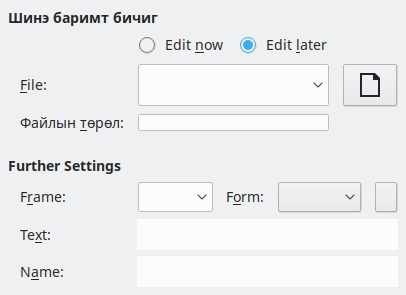 Шинэ баримт бичиг
Edit now Edit later
File:
Файлын төрөл:
Further Settings
Frame: Form:
Text:
Name: